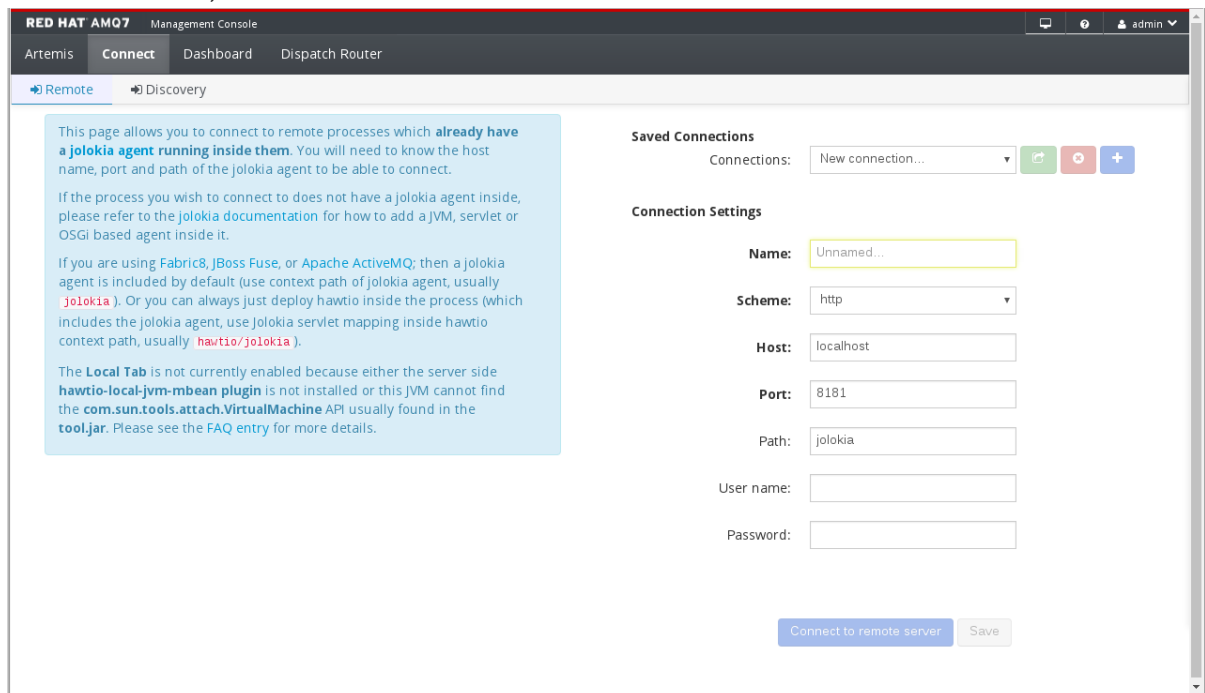 RED HAT AMQ7 Management Console
admin
Artemis Connect Dashboard Dispatch Router
Remote Discovery
This page allows you to connect to remote processes which already have
a jolokia agent running inside them. You will need to know the host
name, port and path of the jolokia agent to be able to connect.
If the process you wish to connect to does not have a jolokia agent inside,
please refer to the jolokia documentation for how to add a JVM, servlet or
OSGi based agent inside it.
If you are using Fabric8, JBoss Fuse, or Apache ActiveMQ; then a jolokia
agent is included by default (use context path of jolokia agent, usually
jolokia ). Or you can always just deploy hawtio inside the process (which
includes the jolokia agent, use Jolokia servlet mapping inside hawtio
context path, usually hawtio/jolokia ).
The Local Tab is not currently enabled because either the server side
hawtio-local-jvm-mbean plugin is not installed or this JVM cannot find
the com.sun.tools.attach.VirtualMachine API usually found in the
tool.jar. Please see the FAQ entry for more details.
Saved Connections
Connections: New connection...
Connection Settings
Name: Unnamed...
Scheme: http
Host: localhost
Port: 8181
Path: jolokia
User name:
Password:
Connect to remote server Save